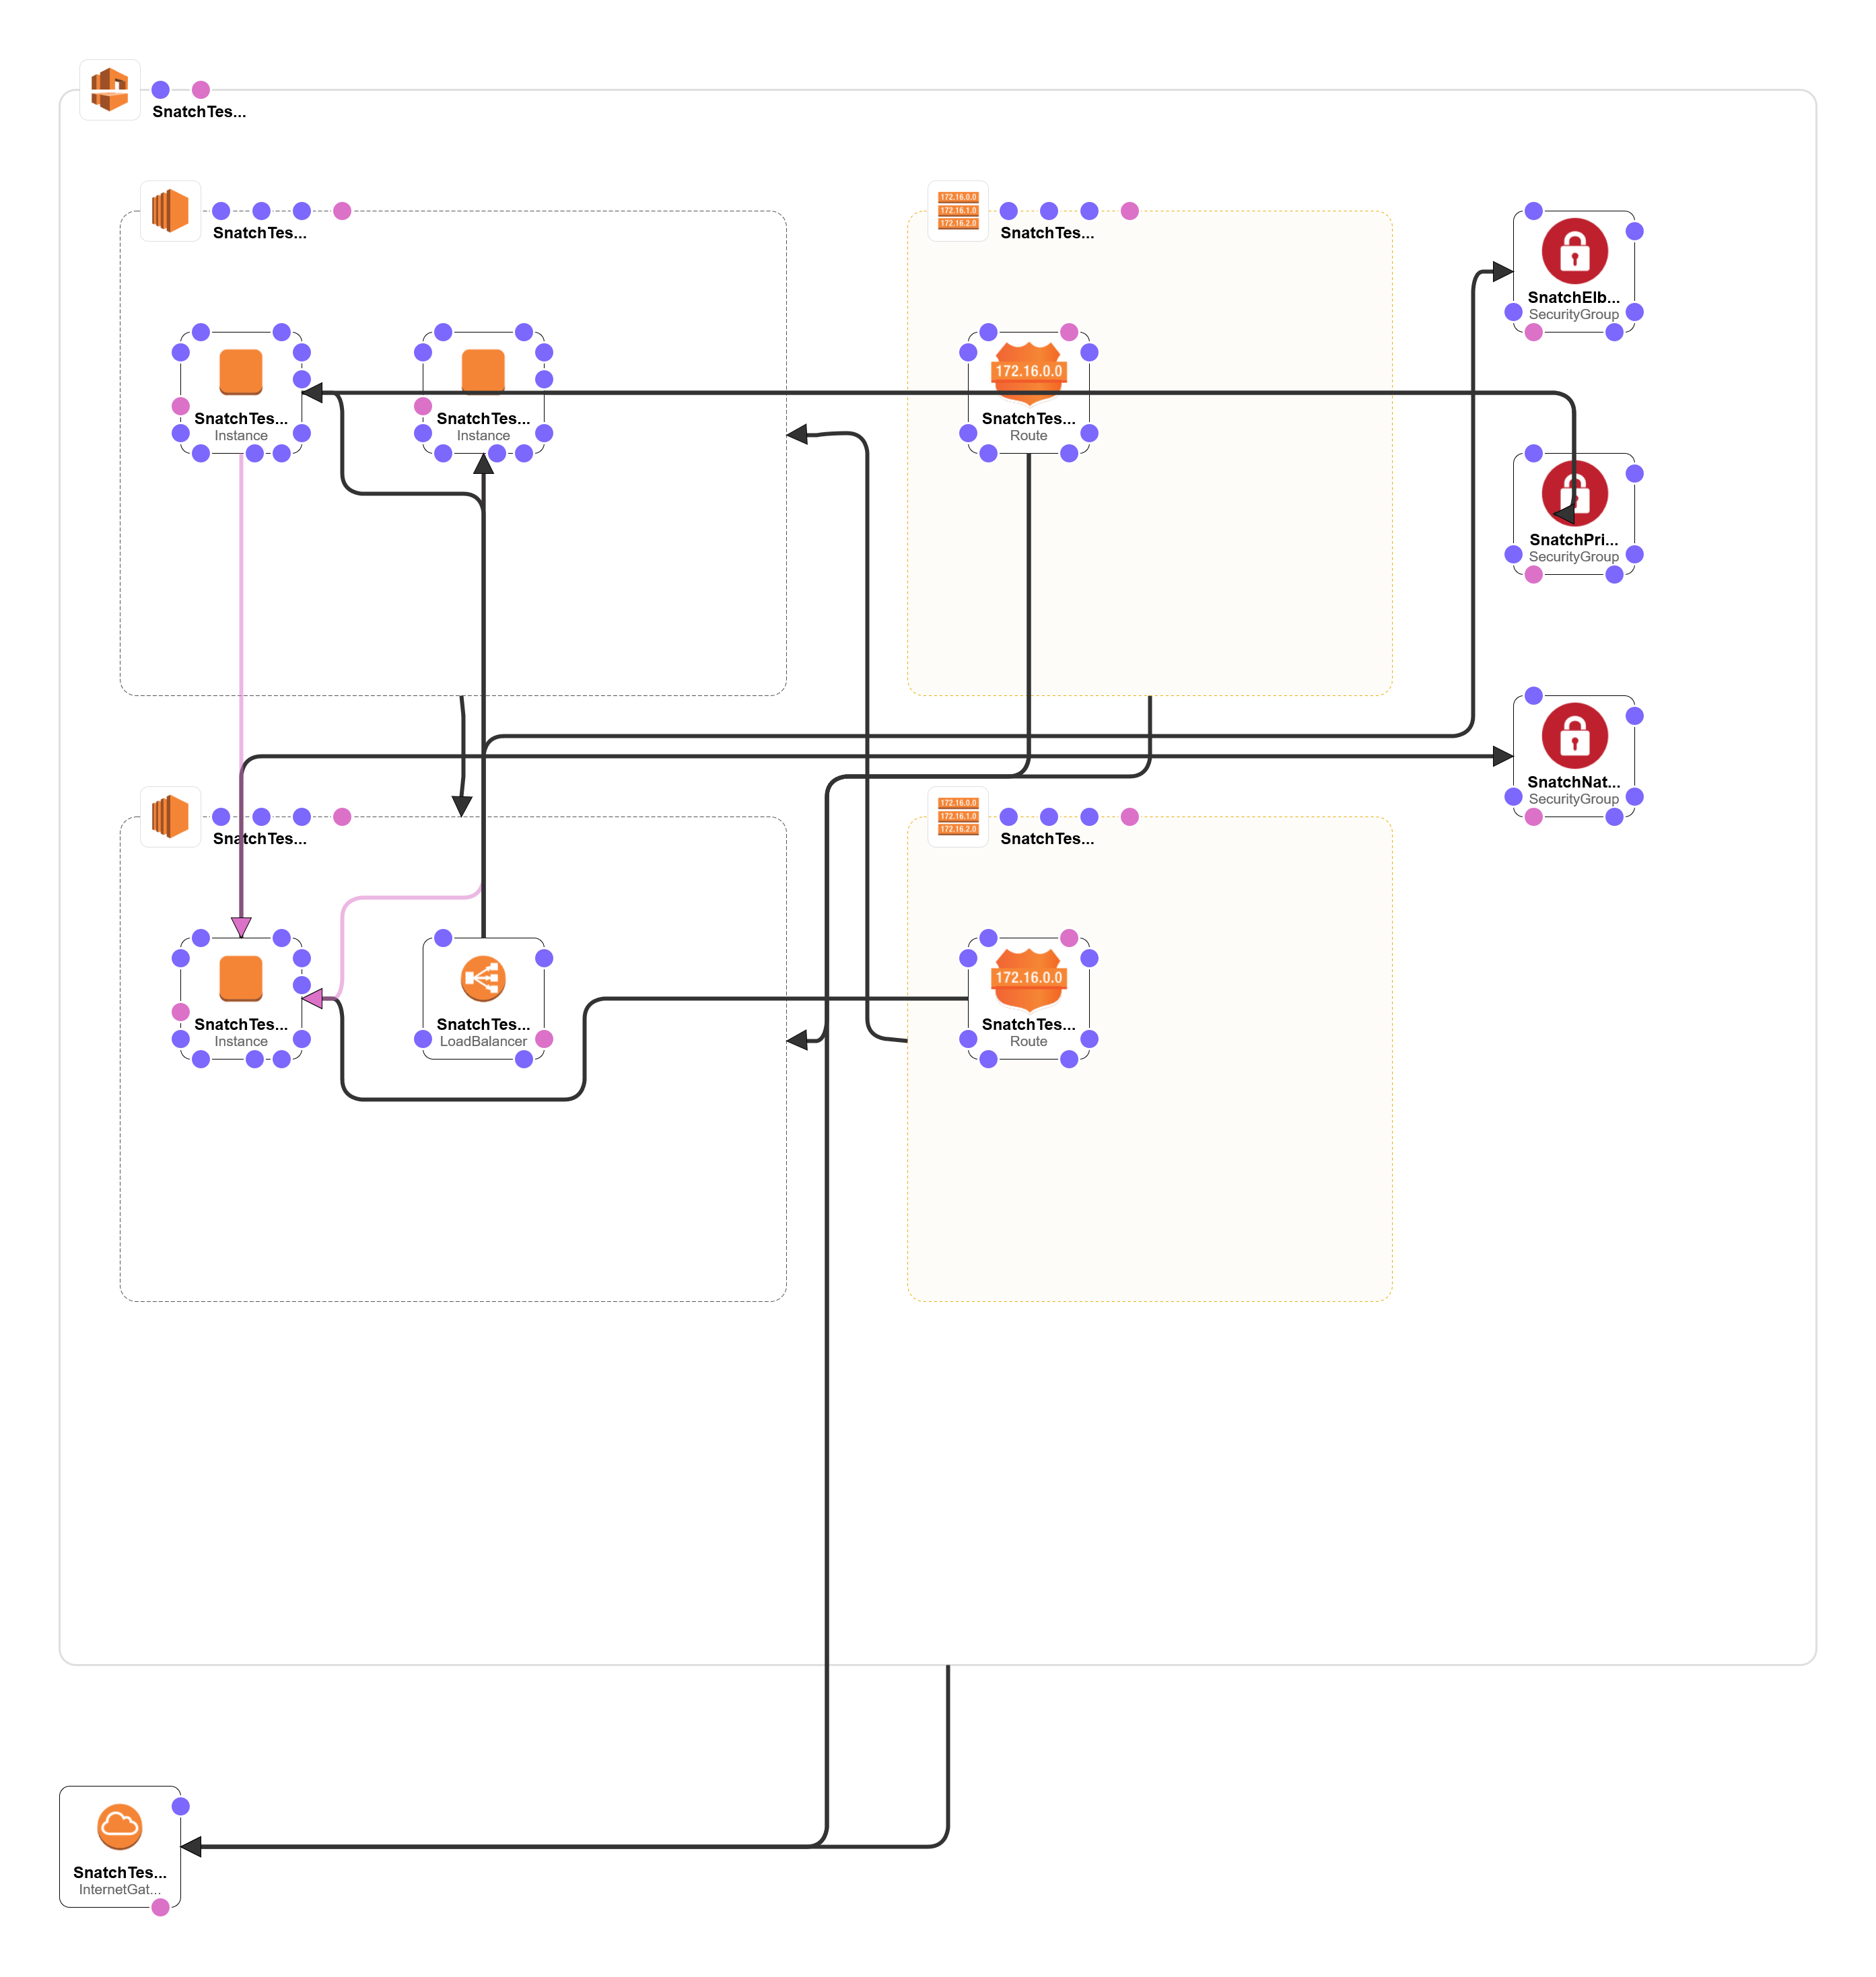 SnatchTes...
172.16.0.0
172.16.1.0
172.16.2.0
SnatchTes...
SnatchTes...
SnatchElb...
SecurityGroup
SnatchTes...
Instance
SnatchTes...
Instance
172.16.0.0
SnatchTes...
Route
SnatchPri...
SecurityGroup
SnatchNat...
SecurityGroup
172.16.0.0
172.16.1.0
172.16.2.0
SnatchTes...
SnatchTes...
SnatchTes...
Instance
SnatchTes...
LoadBalancer
172.16.0.0
SnatchTes...
Route
SnatchTes...
InternetGat...